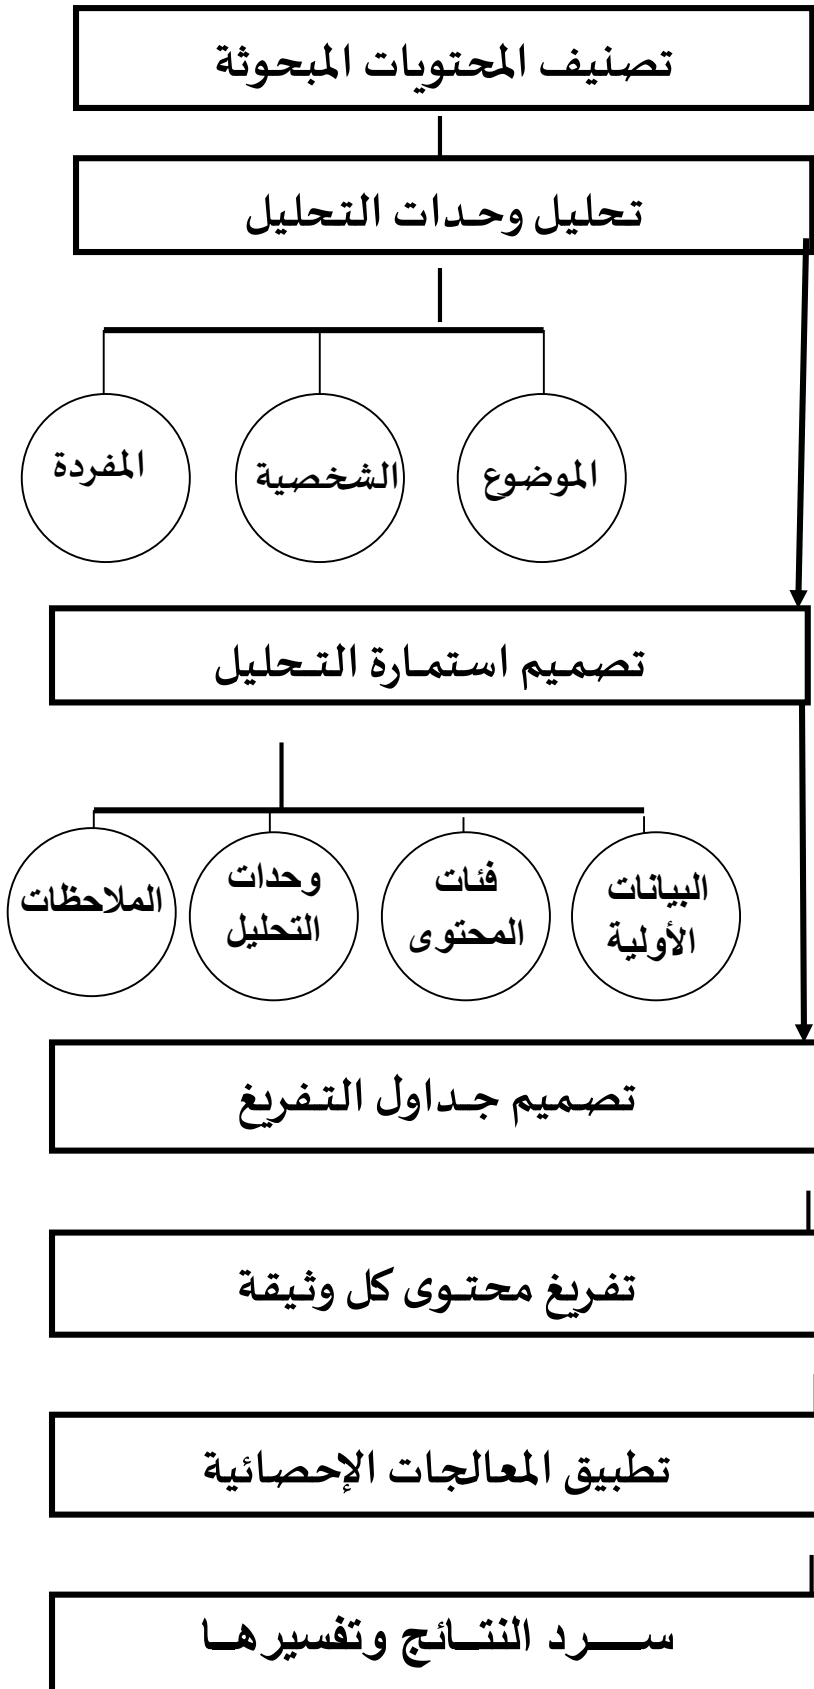 تصنيف المحتويات المبحوثة
تحليل وحدات التحليل
الموضوع
الشخصية
المفردة
تصميم استمارة التحليل
البيانات
الأولية
فئات
المحتوى
وحدات
التحليل
الملاحظات
تصميم جداول التفريغ
تفريغ محتوى كل وثيقة
تطبيق المعالجات الإحصائية
سرد النتائج وتفسيرها